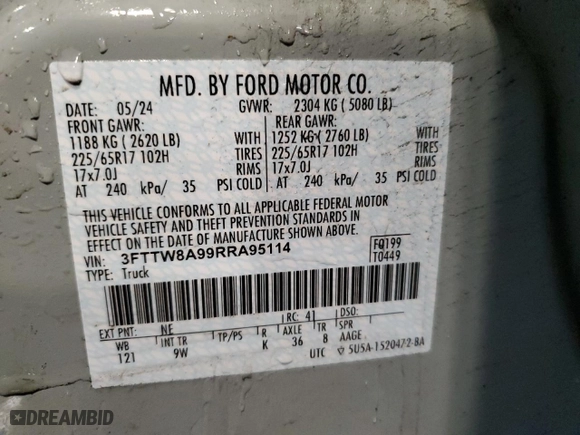 MFD. BY FORD MOTOR CO.
DATE: 05/24 GVWR: 2304 KG ( 5080 LB)
FRONT GAWR: REAR GAWR:
1188 KG ( 2620 LB) WITH 1252 KG ( 2760 LB) WITH
225/65R17 102H TIRES 225/65R17 102H TIRES
17x7.0J RIMS 17x7.0J RIMS
AT 240 kPa/ 35 PSI COLD AT 240 kPa/ 35 PSI COLD
THIS VEHICLE CONFORMS TO ALL APPLICABLE FEDERAL MOTOR
VEHICLE SAFETY AND THEFT PREVENTION STANDARDS IN
EFFECT ON THE DATE OF MANUFACTURE SHOWN ABOVE.
VIN: 3FTTW8A99RRA95114 FQ199
TYPE: Truck T0449
EXT PNT: NE RC: 41 DSO:
WB INT TR TP/PS R AXLE TR SPR
121 9W K 36 8 AAGE
UTC 5U5A-1520472-BA
DREAMBID